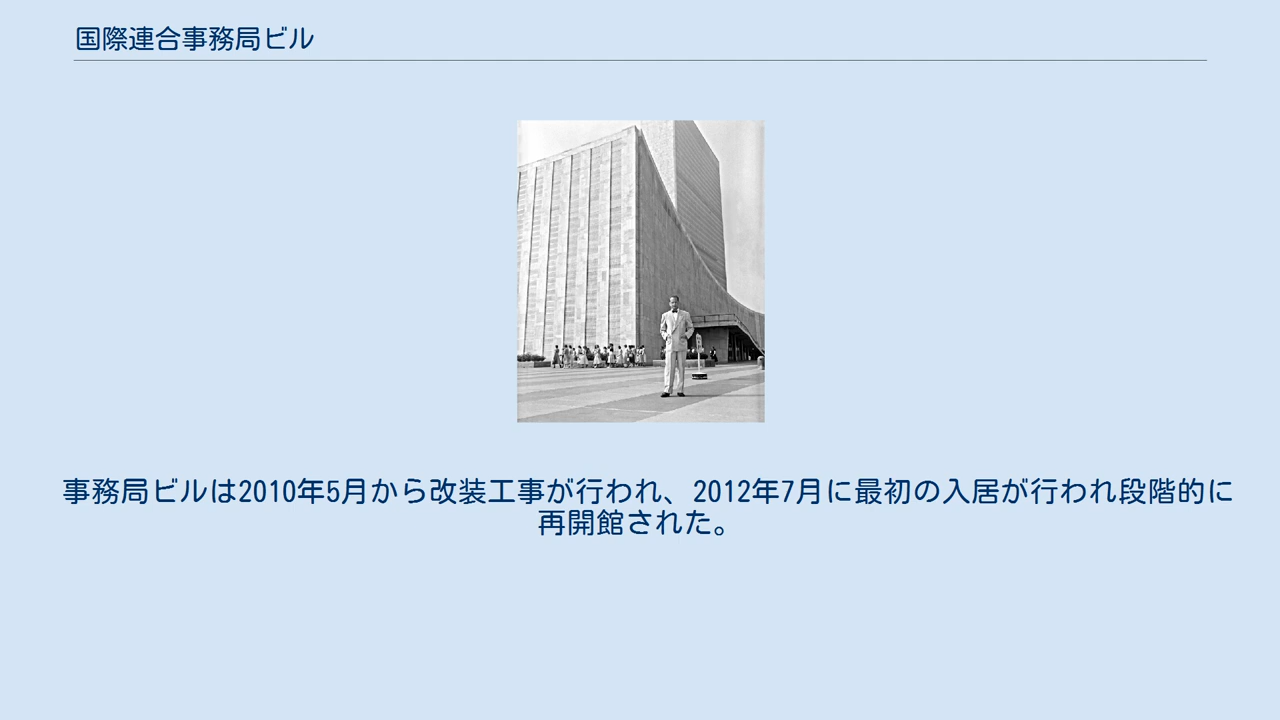 国際連合事務局ビル
事務局ビルは2010年5月から改装工事が行われ、2012年7月に最初の入居が行われ段階的に
再開館された。